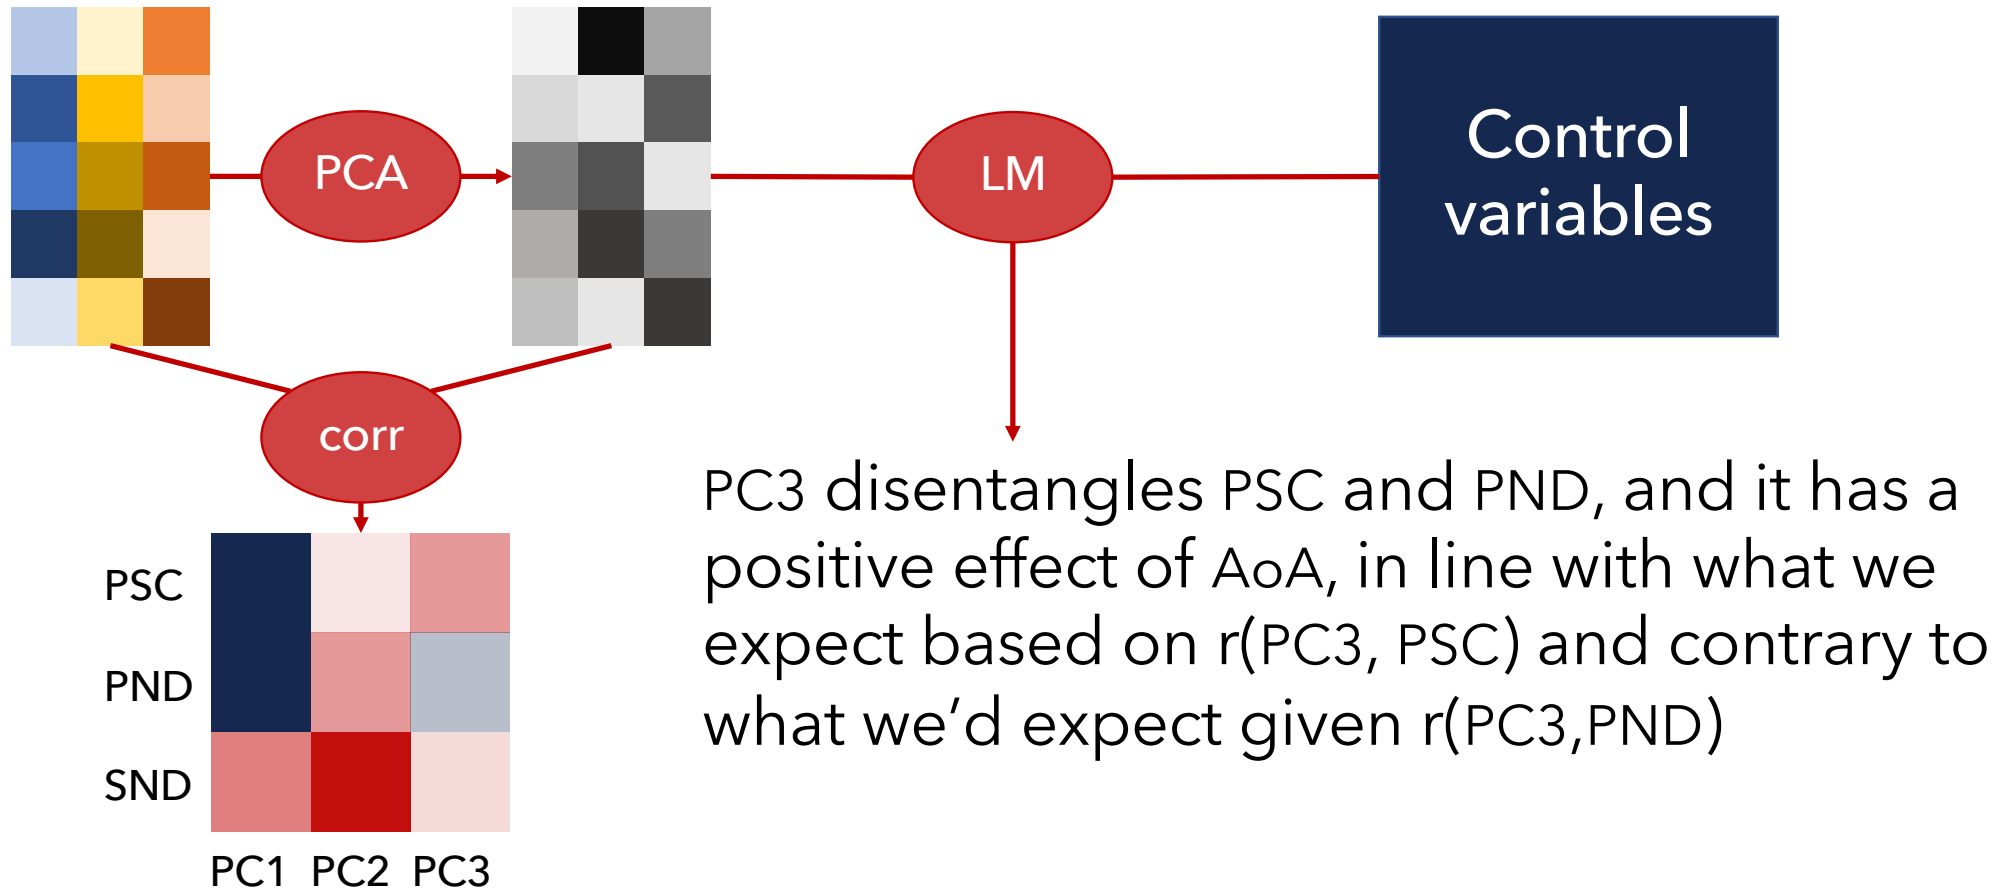 PCA
LM
Control
variables
corr
PC3 disentangles PSC and PND, and it has a
positive effect of AoA, in line with what we
expect based on r(PC3, PSC) and contrary to
what we’d expect given r(PC3,PND)
PSC
PND
SND
PC1 PC2 PC3